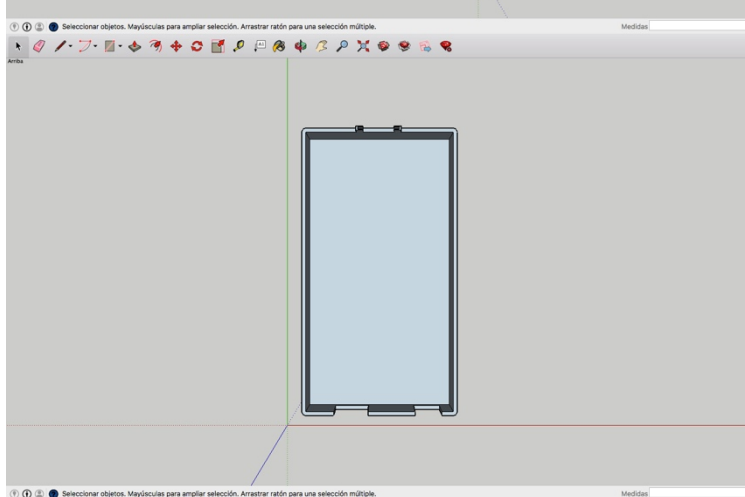 Seleccionar objetos. Mayúsculas para ampliar selección. Arrastrar ratón para una selección múltiple. Medidas
Arriba
Seleccionar objetos. Mayúsculas para ampliar selección. Arrastrar ratón para una selección múltiple. Medidas